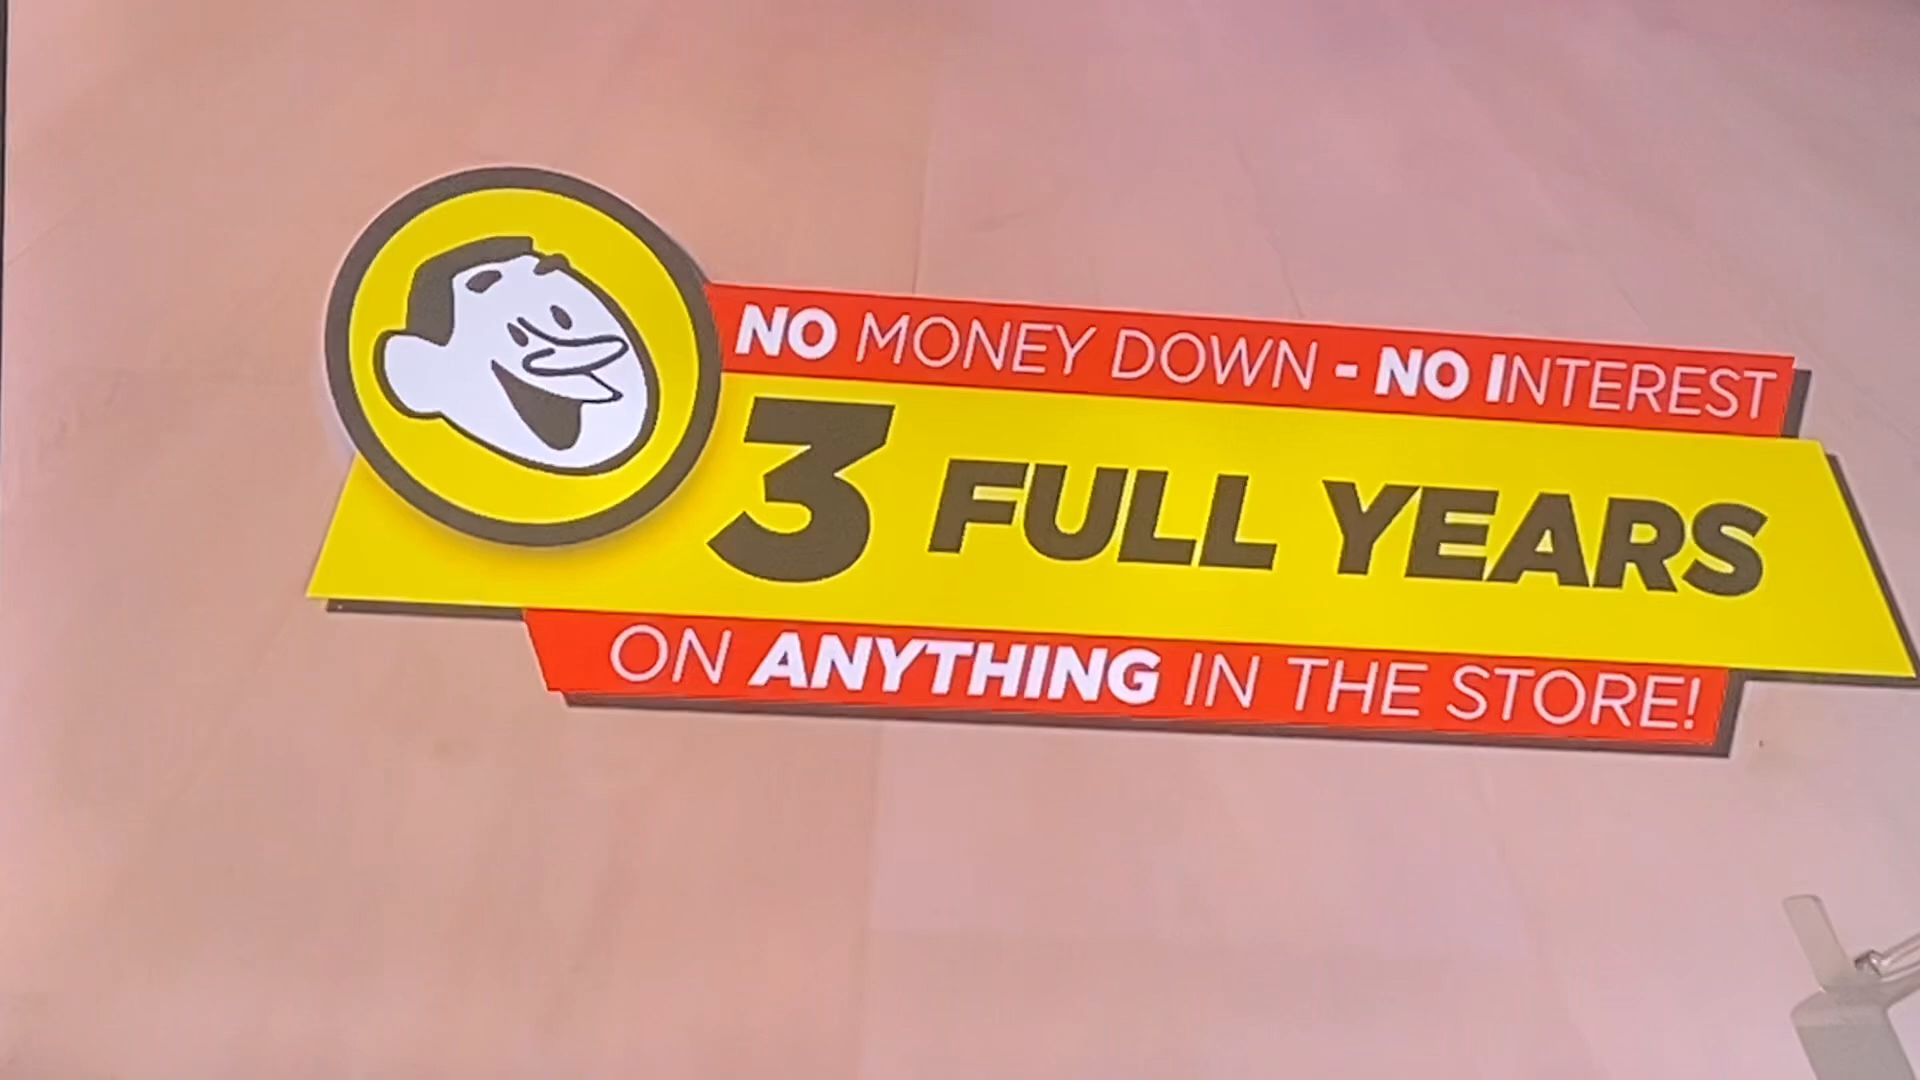 NO MONEY DOWN - NO INTEREST
3 FULL YEARS
ON ANYTHING IN THE STORE!